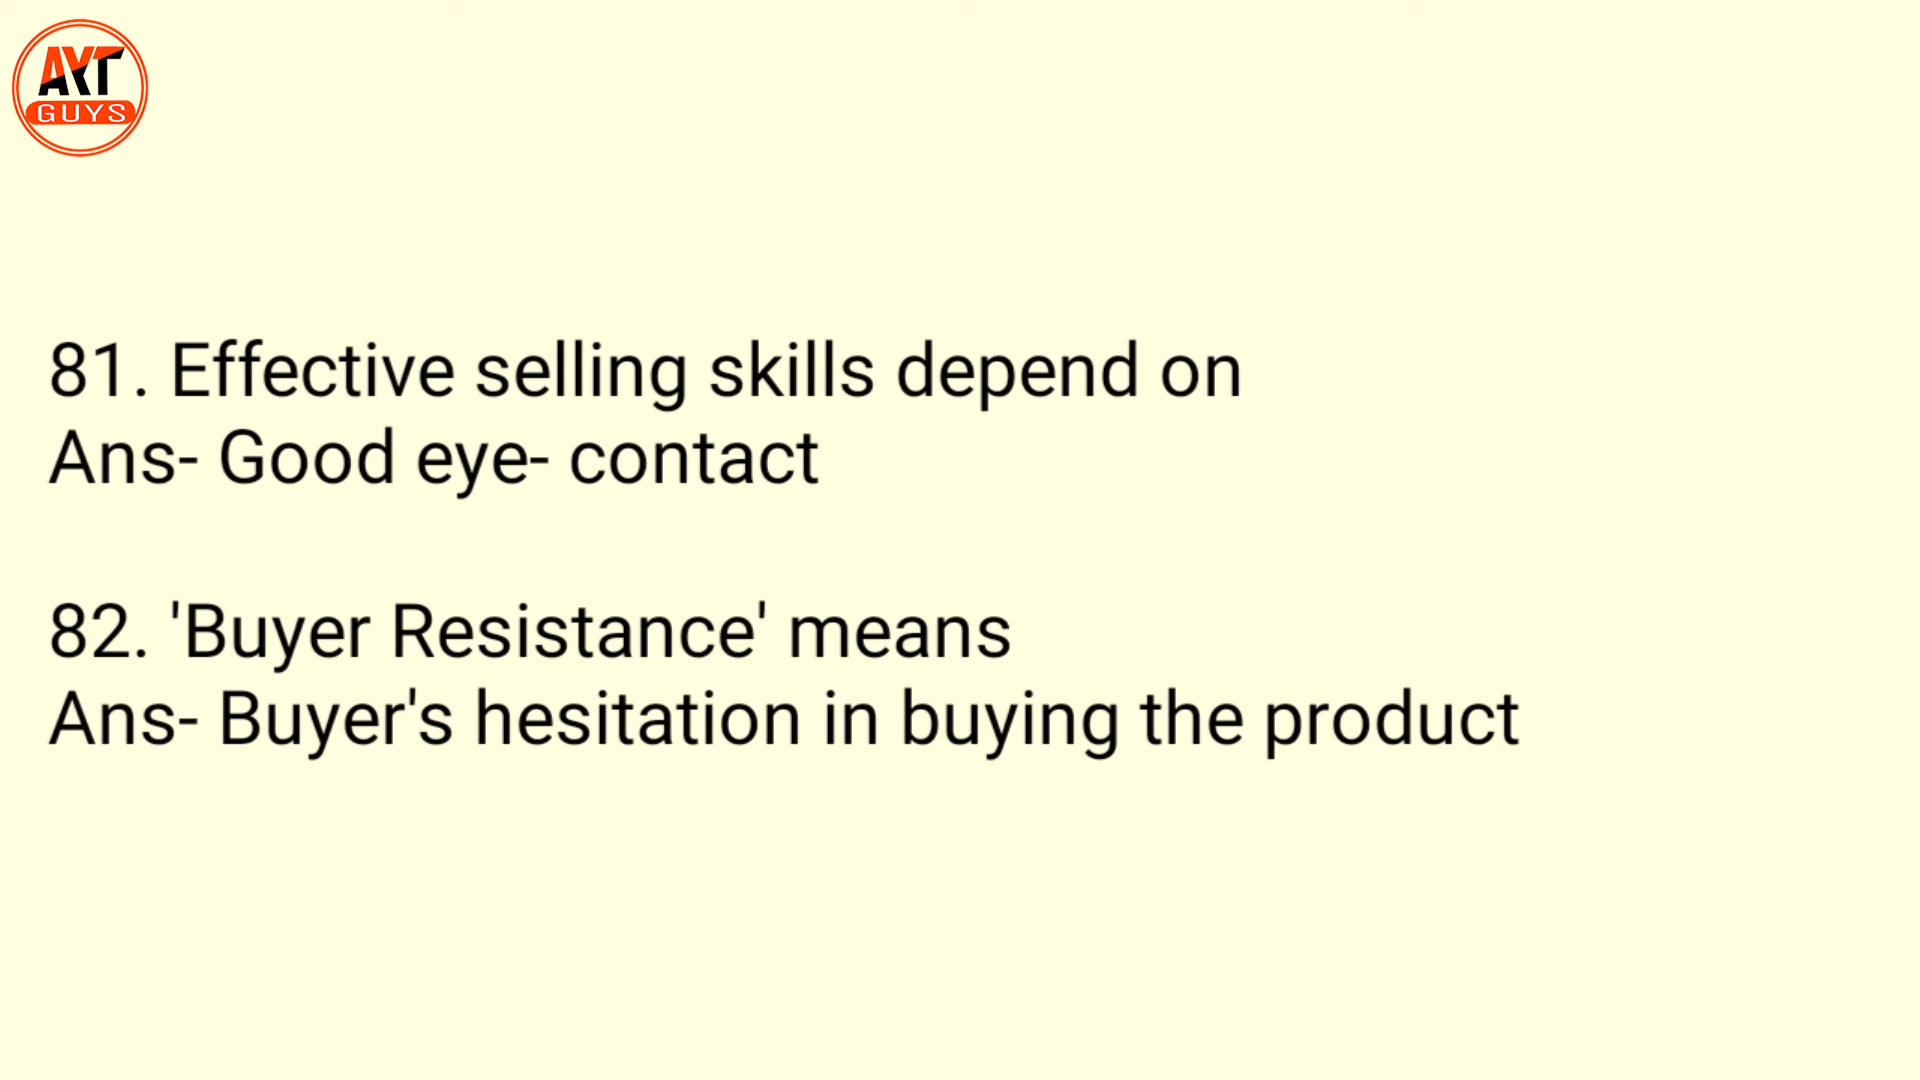 AXT
GUYS
81. Effective selling skills depend on
Ans- Good eye- contact
82. 'Buyer Resistance' means
Ans- Buyer's hesitation in buying the product